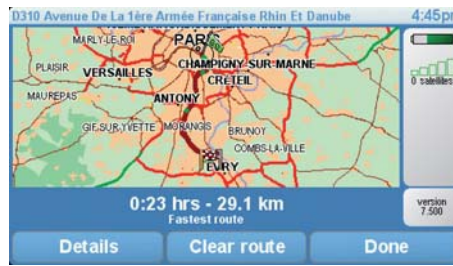 D310 Avenue De La 1ère Armée Française Rhin Et Danube 4:45p
MARLY-LE-ROI
PARIS
PLAISIR
VERSAILLES
CHAMPIGNY-SUR-MARNE
CRÉTEIL
0 satellites
MAUREPAS
ANTONY
GIF-SUR-YVETTE
MORANGIS
BRUNOY
COMBS-LA-VILLE
EVRY
0:23 hrs - 29.1 km
Fastest route
version
7.500
Details
Clear route
Done